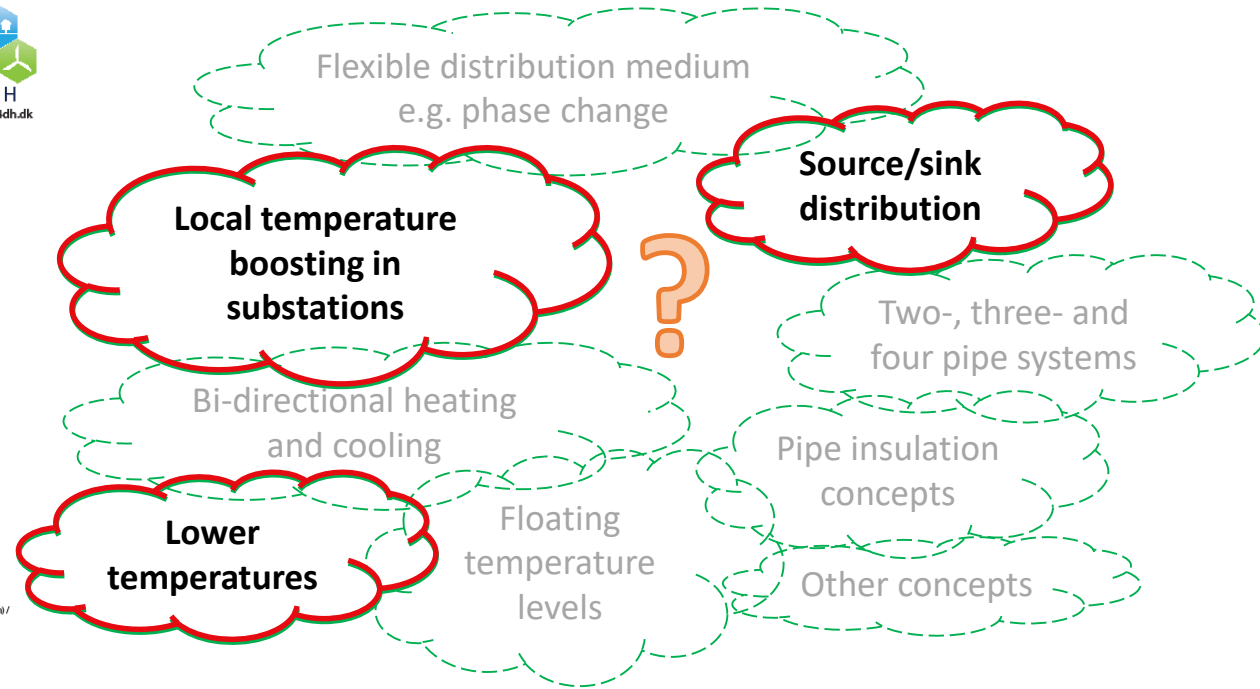 H
4dh.dk
Flexible distribution medium
e.g. phase change
Source/sink
distribution
Local temperature
boosting in
substations
?
Two-, three- and
four pipe systems
Bi-directional heating
and cooling
Pipe insulation
concepts
Lower
temperatures
Floating
temperature
levels
Other concepts